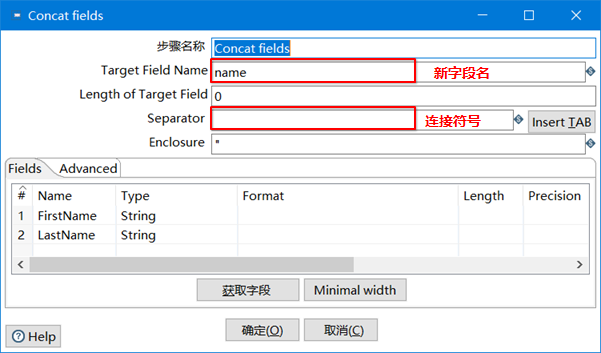 Concat fields
步骤名称 Concat fields
Target Field Name name 新字段名
Length of Target Field 0
Separator 连接符号 Insert TAB
Enclosure "
Fields Advanced
# Name Type Format Length Precision
1 FirstName String
2 LastName String
获取字段 Minimal width
确定(O) 取消(C)
Help